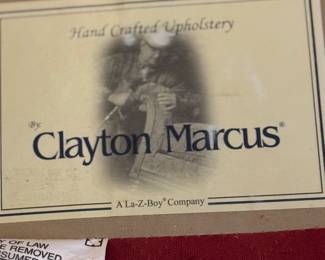 Hand Crafted Upholstery
By
Clayton Marcus®
A La-Z-Boy® Company
OF LAW
REMOVED